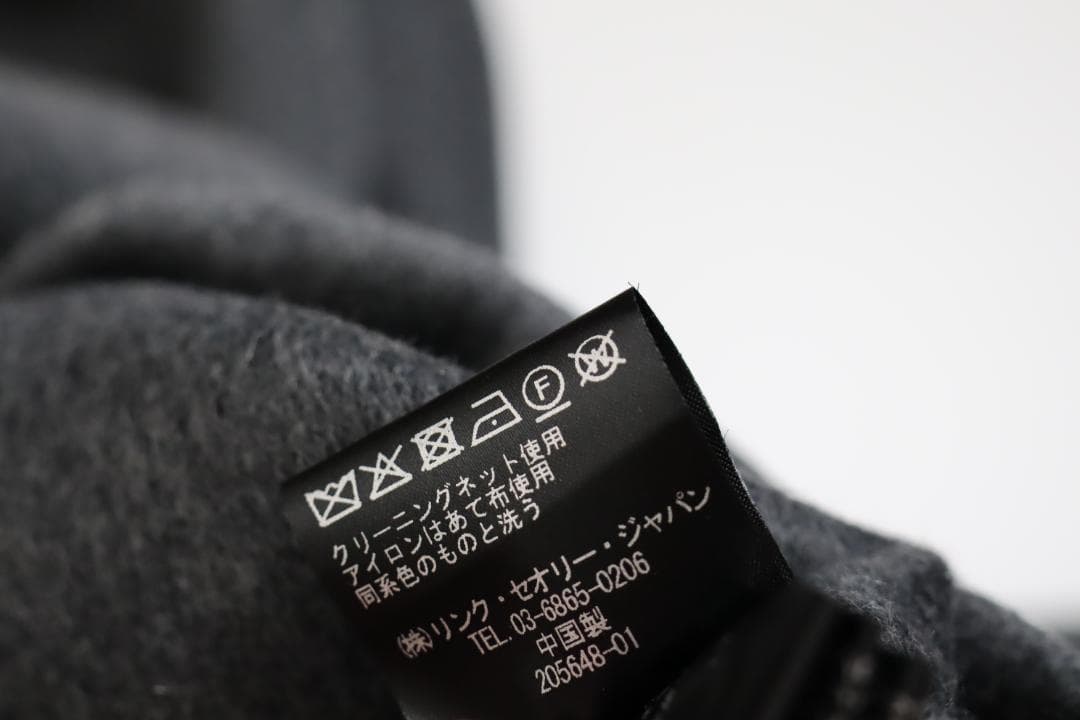 F
W
クリーニングネット使用
アイロンはあて布使用
同系色のものと洗う
(株)リンク・セオリー・ジャパン
TEL. 03-6865-0206
中国製
205648-01